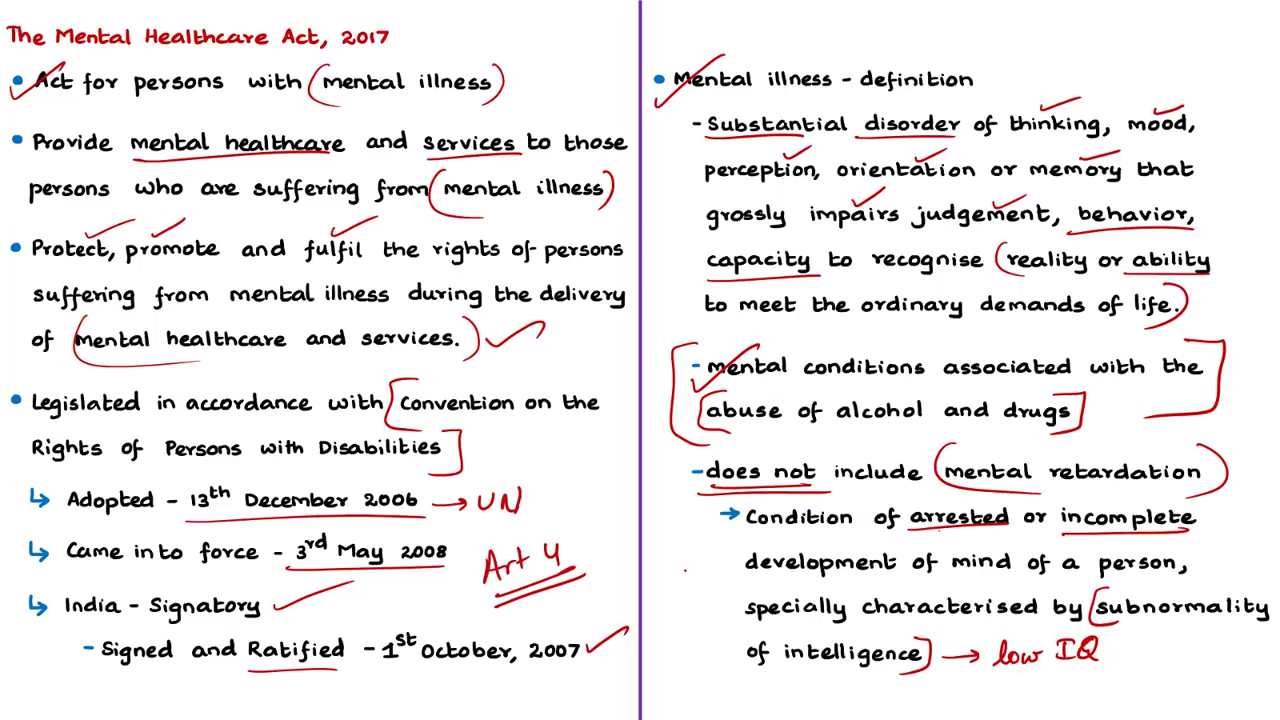 The Mental Healthcare Act, 2017
• Act for persons with (mental illness)
• Provide mental healthcare and services to those
persons who are suffering from (mental illness)
• Protect, promote and fulfil the rights of persons
suffering from mental illness during the delivery
of (mental healthcare and services.)
• Legislated in accordance with [Convention on the
Rights of Persons with Disabilities]
↳ Adopted - 13th December 2006 → UN
↳ Came into force - 3rd May 2008
Art 4
↳ India - Signatory
- Signed and Ratified - 1st October, 2007
• Mental illness - definition
- Substantial disorder of thinking, mood,
perception, orientation or memory that
grossly impairs judgement, behavior,
capacity to recognise (reality or ability
to meet the ordinary demands of life.)
- mental conditions associated with the
[abuse of alcohol and drugs]
- does not include (mental retardation)
→ Condition of arrested or incomplete
development of mind of a person,
specially characterised by [subnormality
of intelligence] → low IQ